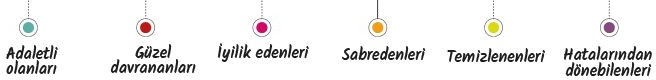 Adaletli
olanları
Güzel
davrananları
İyilik edenleri
Sabredenleri
Temizlenenleri
Hatalarından
dönebilenleri